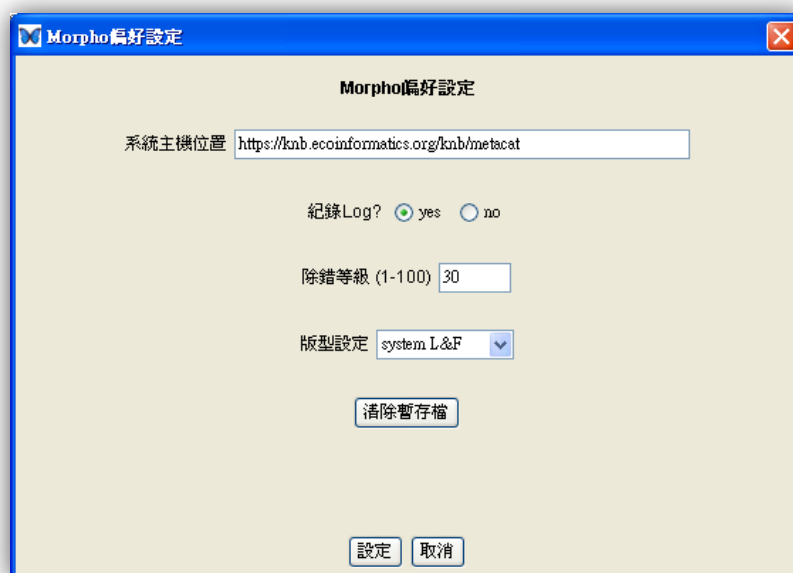 Morpho偏好設定
Morpho偏好設定
系統主機位置 https://knb.ecoinformatics.org/knb/metacat
紀錄Log? yes no
除錯等級 (1-100) 30
版型設定 system L&F
清除暫存檔
設定 取消